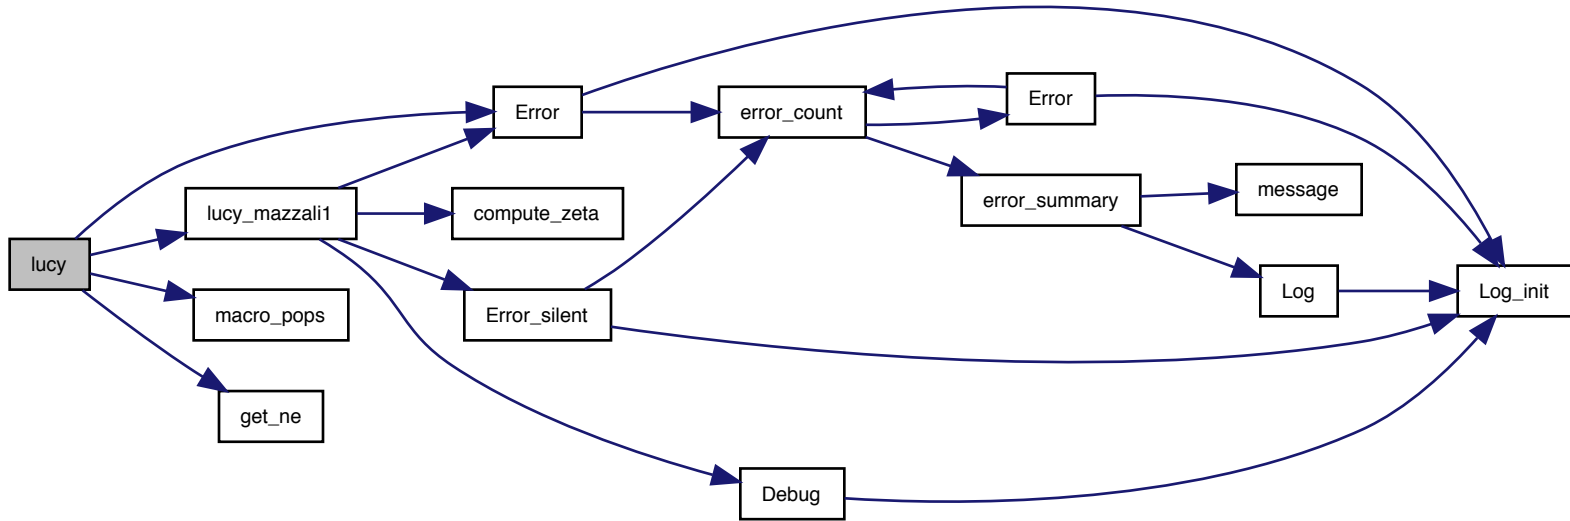 lucy
lucy_mazzali1
macro_pops
get_ne
Error
compute_zeta
Error_silent
Debug
error_count
Error
error_summary
message
Log
Log_init